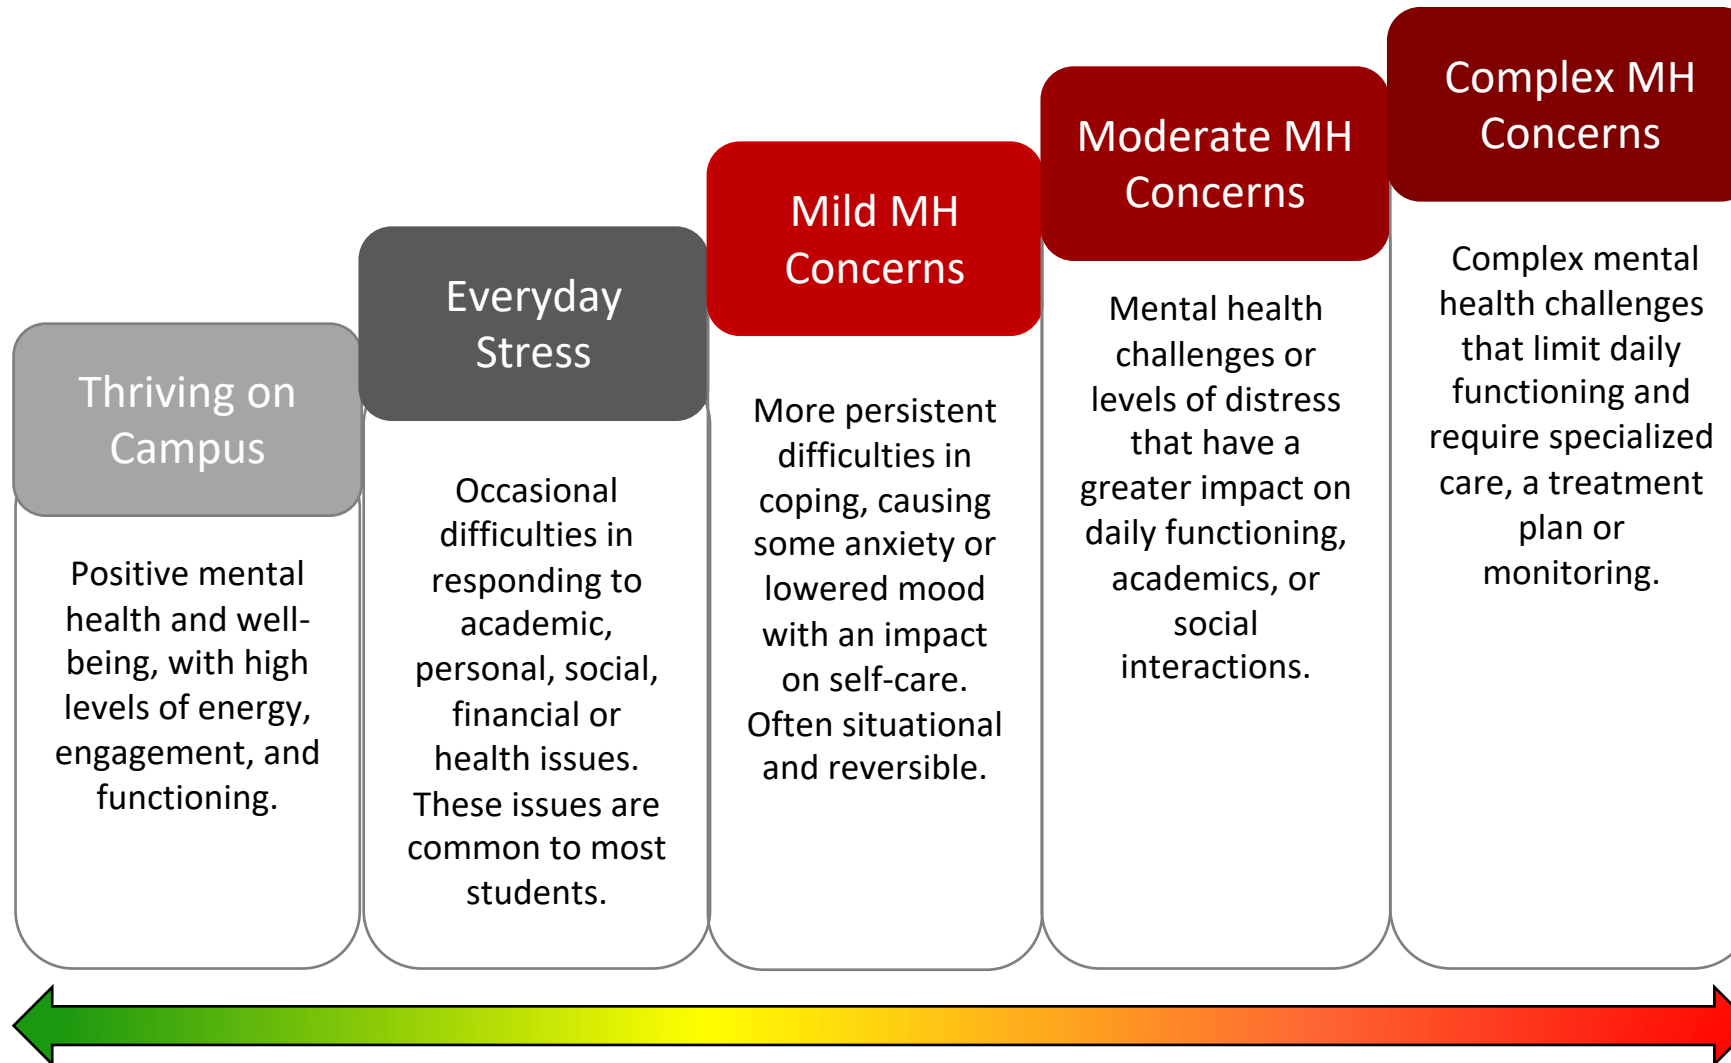 Thriving on
Campus
Positive mental
health and well-
being, with high
levels of energy,
engagement, and
functioning.
Everyday
Stress
Occasional
difficulties in
responding to
academic,
personal, social,
financial or
health issues.
These issues are
common to most
students.
Mild MH
Concerns
More persistent
difficulties in
coping, causing
some anxiety or
lowered mood
with an impact
on self-care.
Often situational
and reversible.
Moderate MH
Concerns
Mental health
challenges or
levels of distress
that have a
greater impact on
daily functioning,
academics, or
social
interactions.
Complex MH
Concerns
Complex mental
health challenges
that limit daily
functioning and
require specialized
care, a treatment
plan or
monitoring.